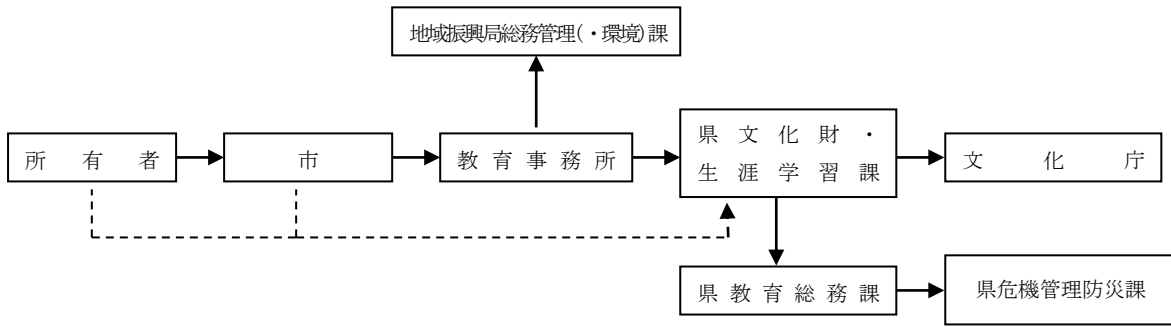 地域振興局総務管理(・環境)課
所有者
市
教育事務所
県文化財・
生涯学習課
文化庁
県教育総務課
県危機管理防災課